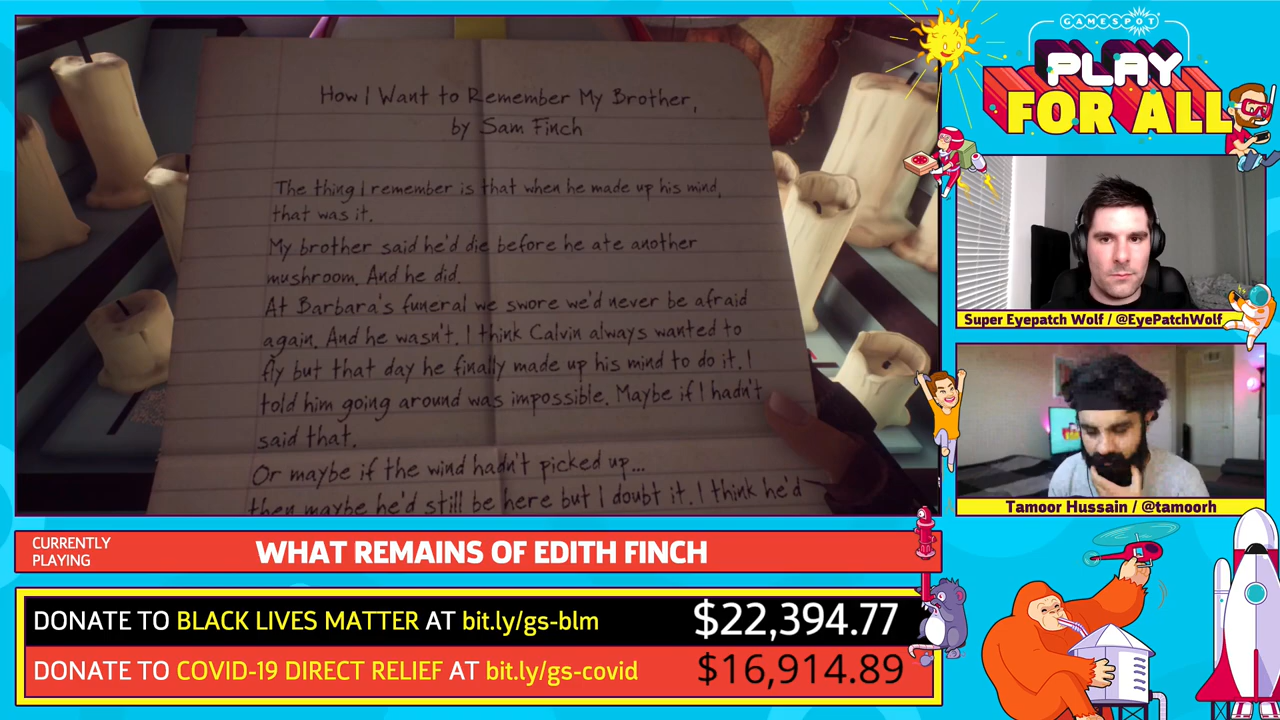 How I Want to Remember My Brother,
by Sam Finch
The thing I remember is that when he made up his mind,
that was it.
My brother said he'd die before he ate another
mushroom. And he did.
At Barbara's funeral we swore we'd never be afraid
again. And he wasn't. I think Calvin always wanted to
fly but that day he finally made up his mind to do it. I
told him going around was impossible. Maybe if I hadn't
said that.
Or maybe if the wind hadn't picked up...
then maybe he'd still be here but I doubt it. I think he'd
GAMESPOT
PLAY
FOR ALL
Super Eyepatch Wolf / @EyePatchWolf
Tamoor Hussain / @tamoorh
CURRENTLY
PLAYING
WHAT REMAINS OF EDITH FINCH
DONATE TO BLACK LIVES MATTER AT bit.ly/gs-blm $22,394.77
DONATE TO COVID-19 DIRECT RELIEF AT bit.ly/gs-covid $16,914.89